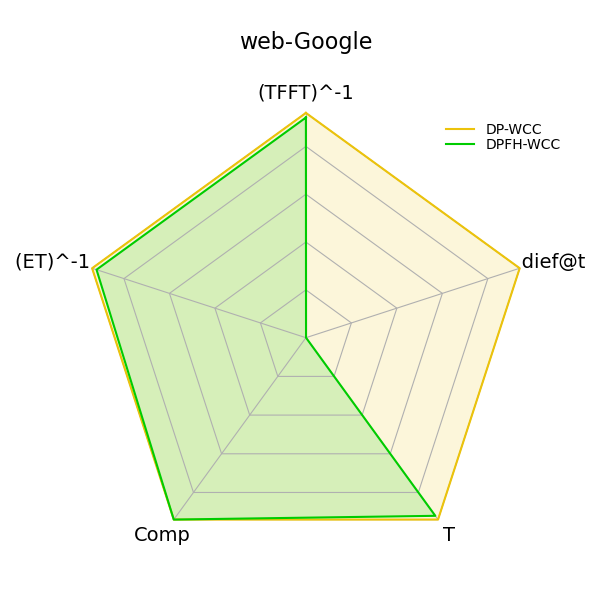 web-Google
(TFFT)^-1
DP-WCC
DPFH-WCC
(ET)^-1
dief@t
Comp
T